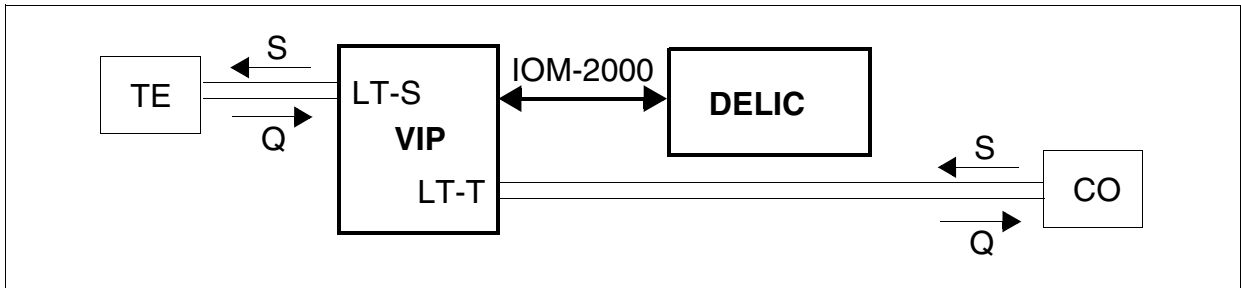 S
TE
Q
LT-S
VIP
LT-T
IOM-2000
DELIC
S
CO
Q